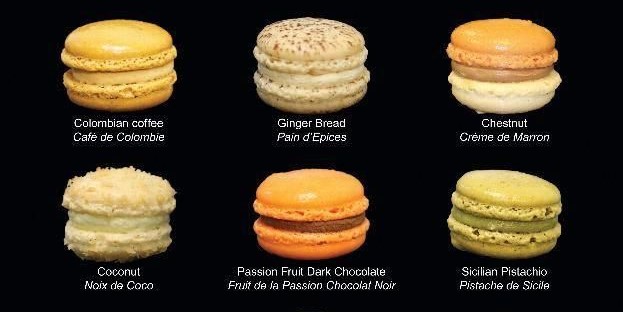 Colombian coffee
Café de Colombie
Ginger Bread
Pain d'Epices
Chestnut
Crème de Marron
Coconut
Noix de Coco
Passion Fruit Dark Chocolate
Fruit de la Passion Chocolat Noir
Sicilian Pistachio
Pistache de Sicile